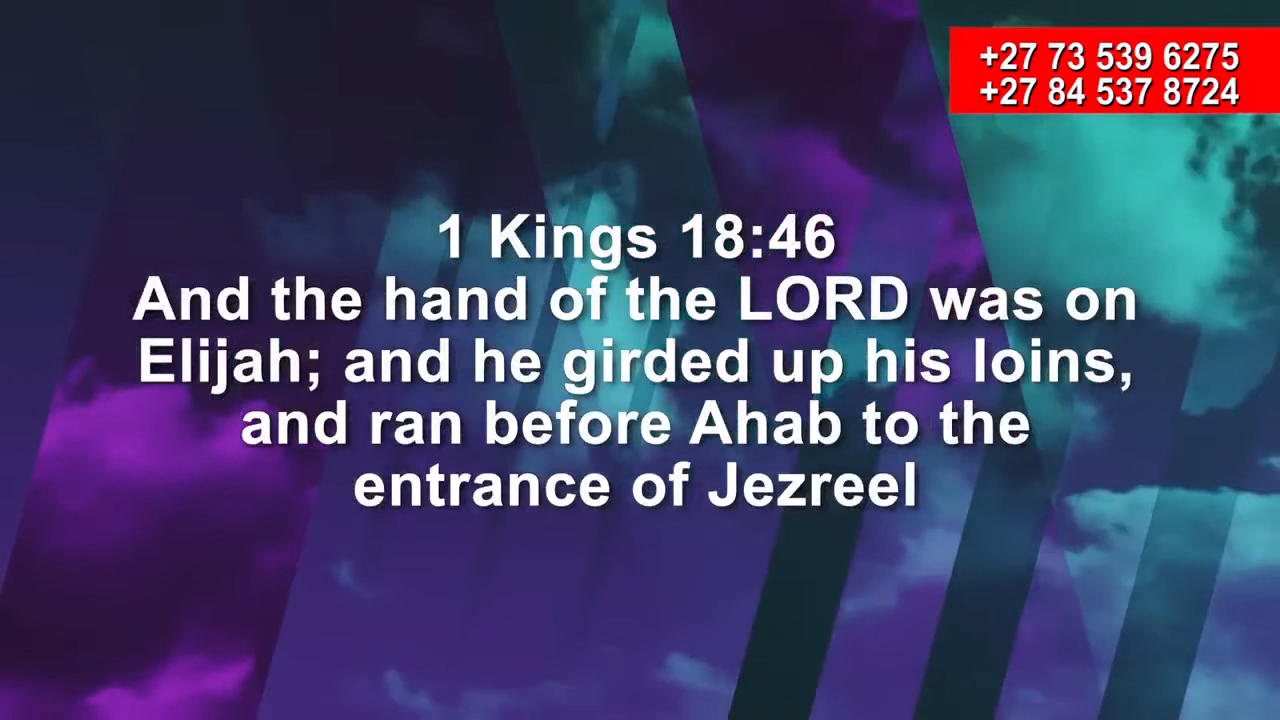 +27 73 539 6275
+27 84 537 8724
1 Kings 18:46
And the hand of the LORD was on
Elijah; and he girded up his loins,
and ran before Ahab to the
entrance of Jezreel